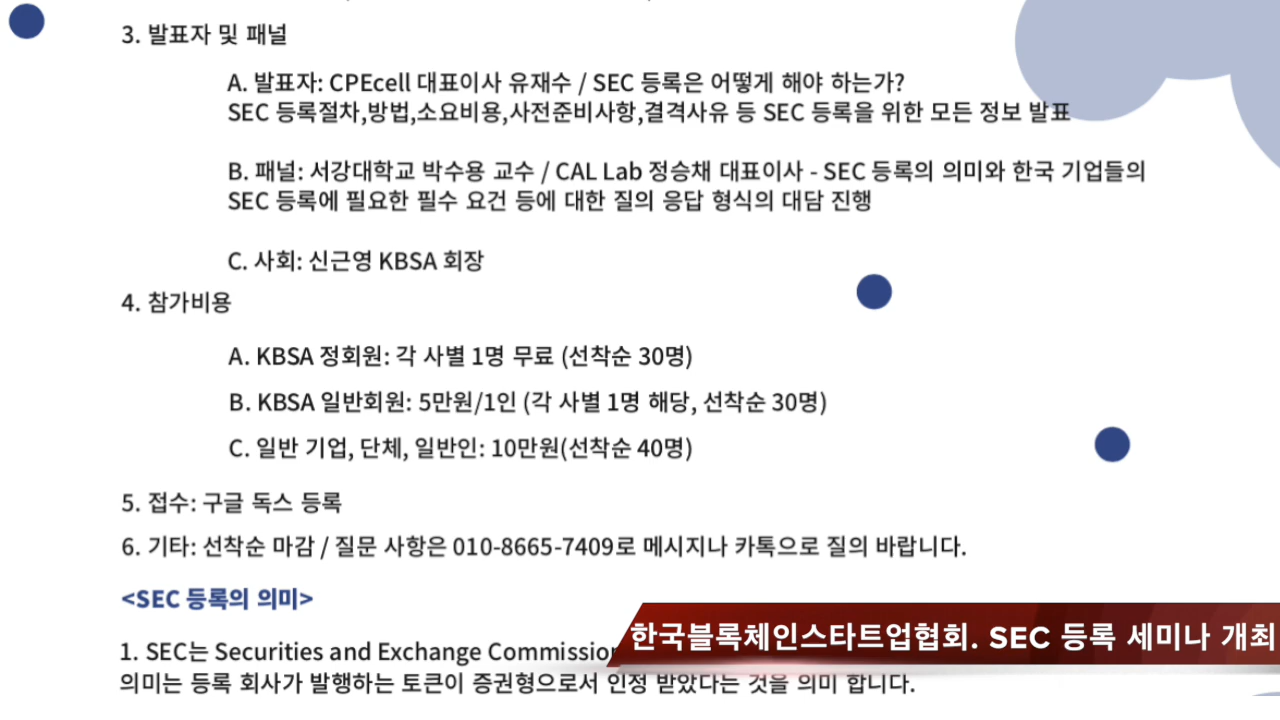 3. 발표자 및 패널
A. 발표자: CPEcell 대표이사 유재수 / SEC 등록은 어떻게 해야 하는가?
SEC 등록절차,방법,소요비용,사전준비사항,결격사유 등 SEC 등록을 위한 모든 정보 발표
B. 패널: 서강대학교 박수용 교수 / CAL Lab 정승채 대표이사 - SEC 등록의 의미와 한국 기업들의
SEC 등록에 필요한 필수 요건 등에 대한 질의 응답 형식의 대담 진행
C. 사회: 신근영 KBSA 회장
4. 참가비용
A. KBSA 정회원: 각 사별 1명 무료 (선착순 30명)
B. KBSA 일반회원: 5만원/1인 (각 사별 1명 해당, 선착순 30명)
C. 일반 기업, 단체, 일반인: 10만원(선착순 40명)
5. 접수: 구글 독스 등록
6. 기타: 선착순 마감 / 질문 사항은 010-8665-7409로 메시지나 카톡으로 질의 바랍니다.
<SEC 등록의 의미>
1. SEC는 Securities and Exchange Commission
한국블록체인스타트업협회. SEC 등록 세미나 개최
의미는 등록 회사가 발행하는 토큰이 증권형으로서 인정 받았다는 것을 의미 합니다.